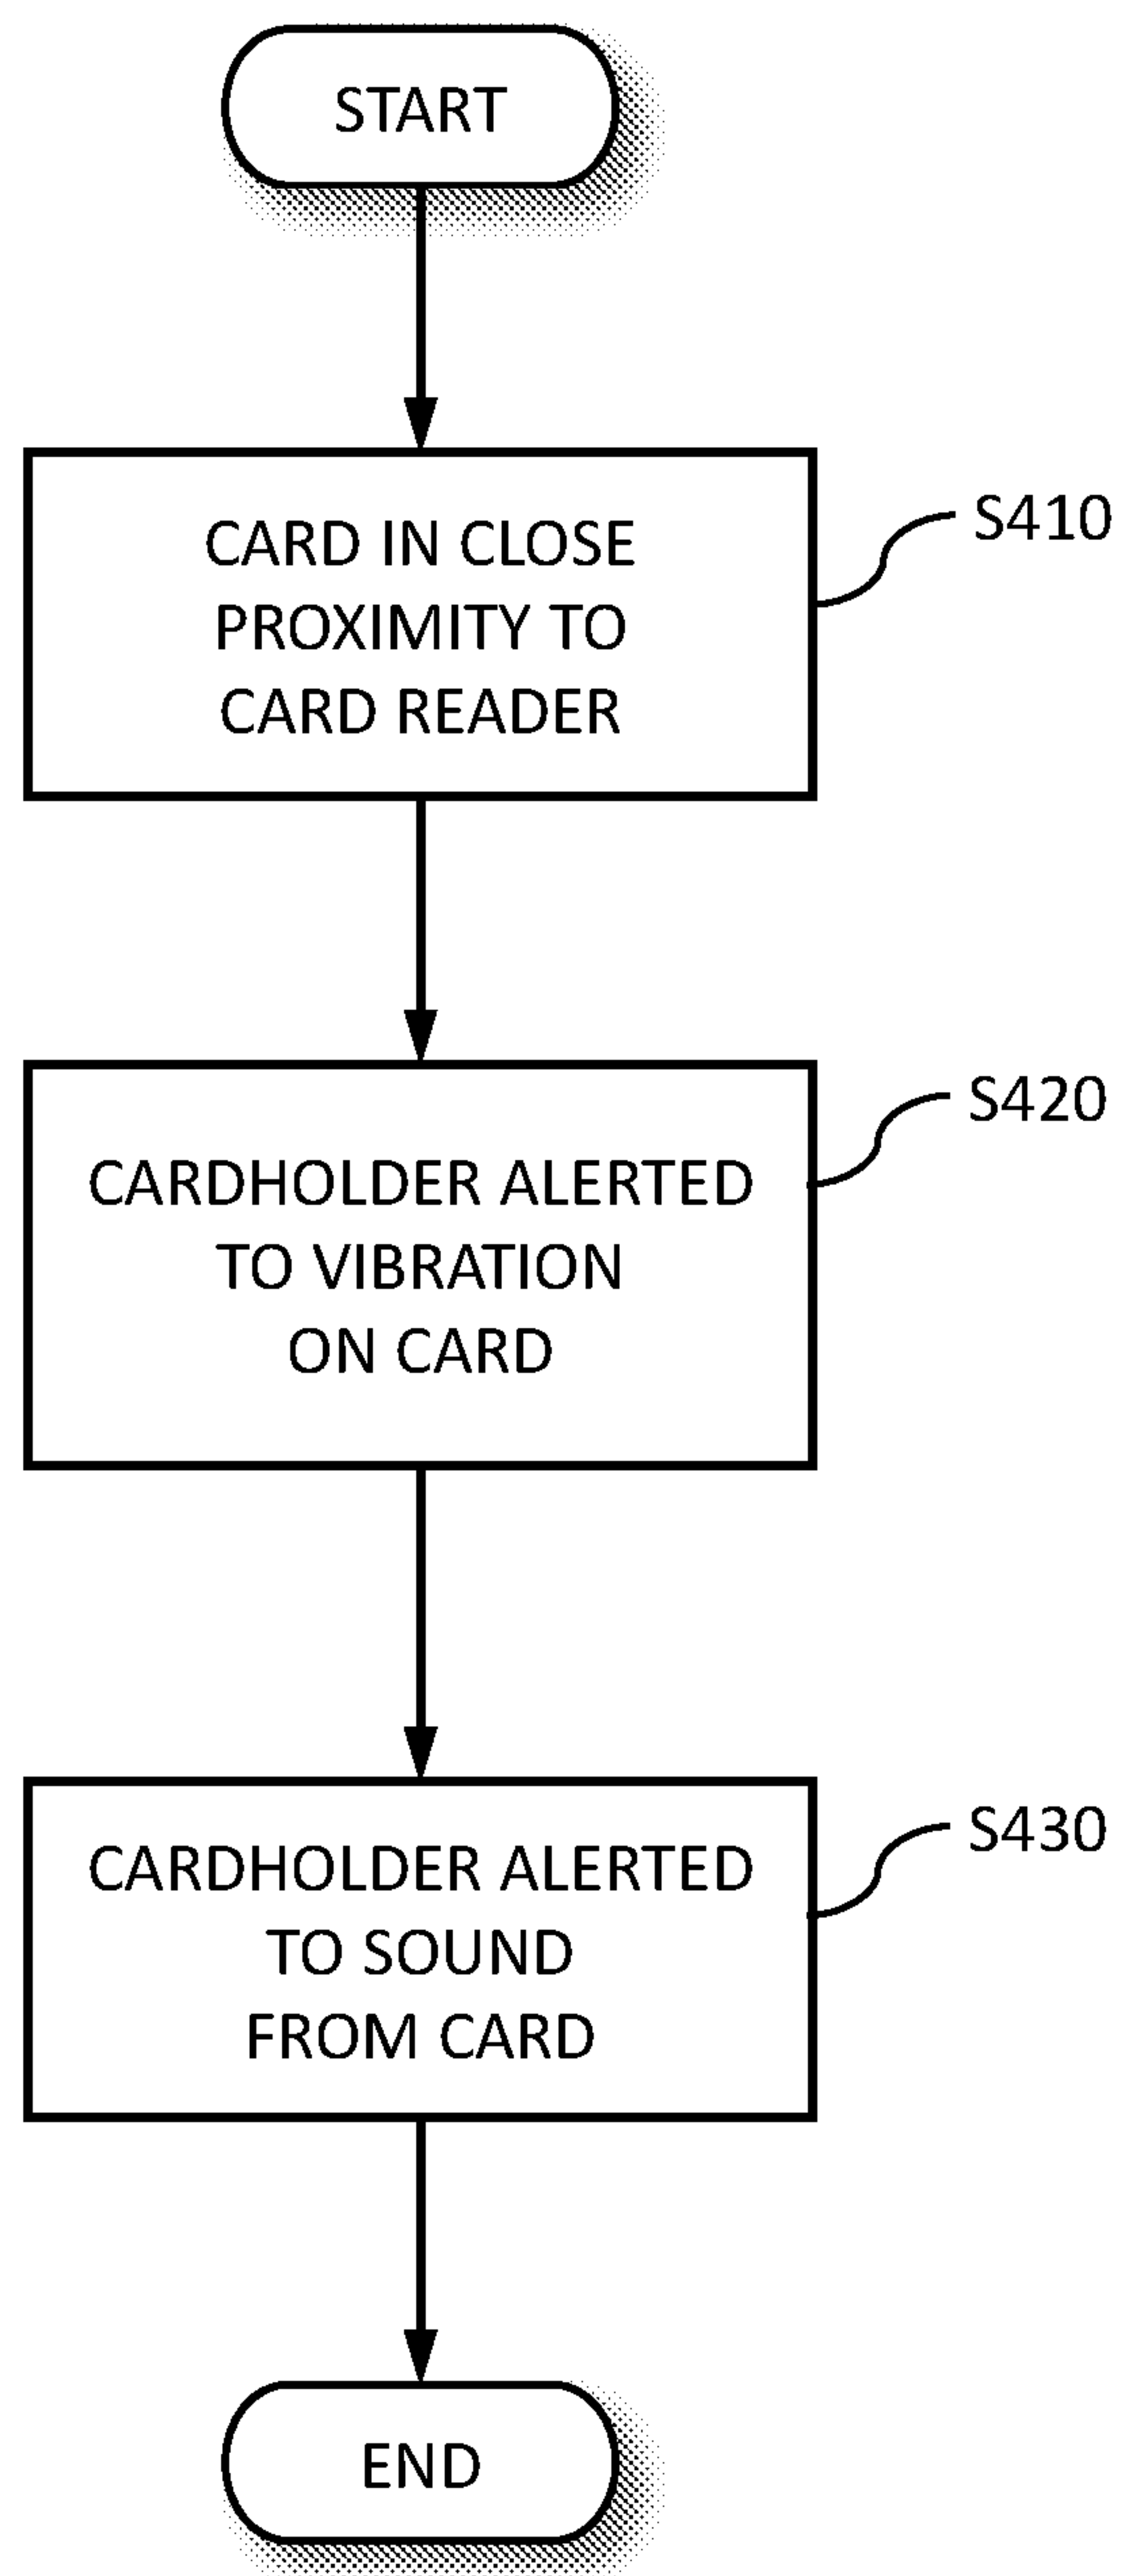 START
CARD IN CLOSE
PROXIMITY TO
CARD READER
S410
CARDHOLDER ALERTED
TO VIBRATION
ON CARD
S420
CARDHOLDER ALERTED
TO SOUND
FROM CARD
S430
END